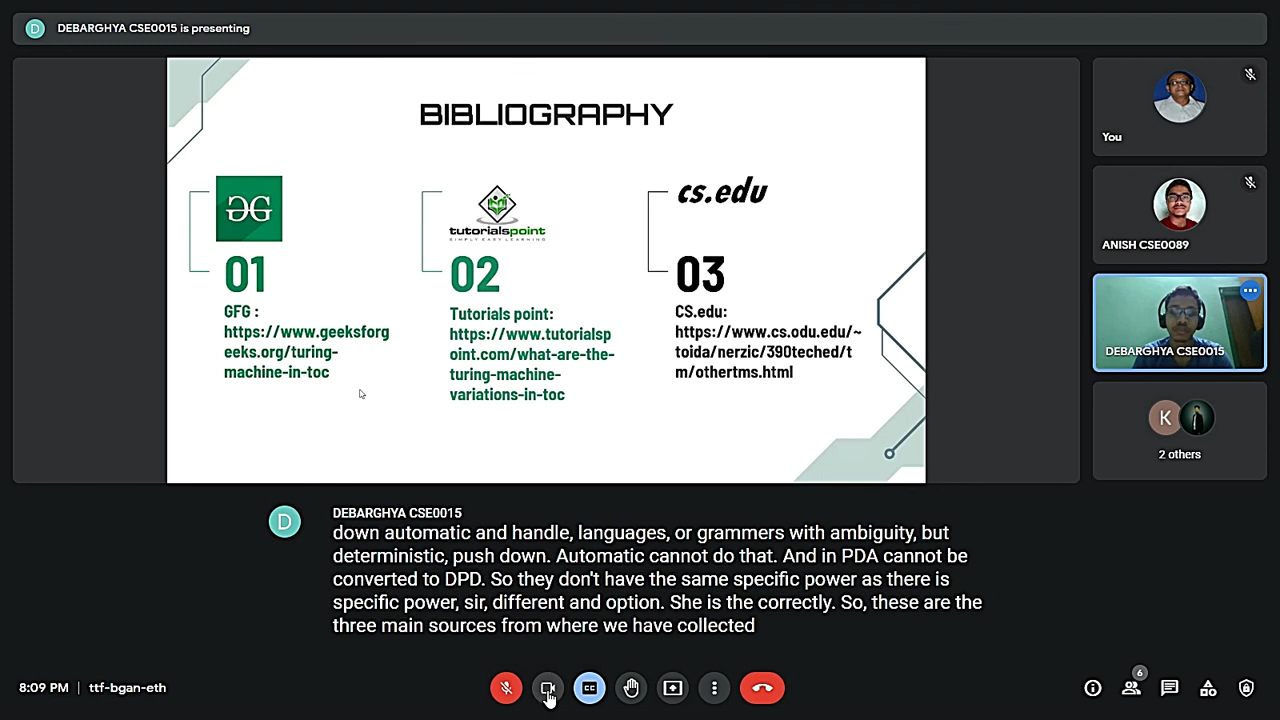 D DEBARGHYA CSE0015 is presenting
BIBLIOGRAPHY
GG
01
GFG :
https://www.geeksforg
eeks.org/turing-
machine-in-toc
tutorialspoint
SIMPLY EASY LEARNING
02
Tutorials point:
https://www.tutorialsp
oint.com/what-are-the-
turing-machine-
variations-in-toc
cs.edu
03
CS.edu:
https://www.cs.odu.edu/~
toida/nerzic/390teched/t
m/othertms.html
You
ANISH CSE0089
DEBARGHYA CSE0015
K
2 others
D DEBARGHYA CSE0015
down automatic and handle, languages, or grammers with ambiguity, but
deterministic, push down. Automatic cannot do that. And in PDA cannot be
converted to DPD. So they don't have the same specific power as there is
specific power, sir, different and option. She is the correctly. So, these are the
three main sources from where we have collected
8:09 PM | ttf-bgan-eth
CC
6